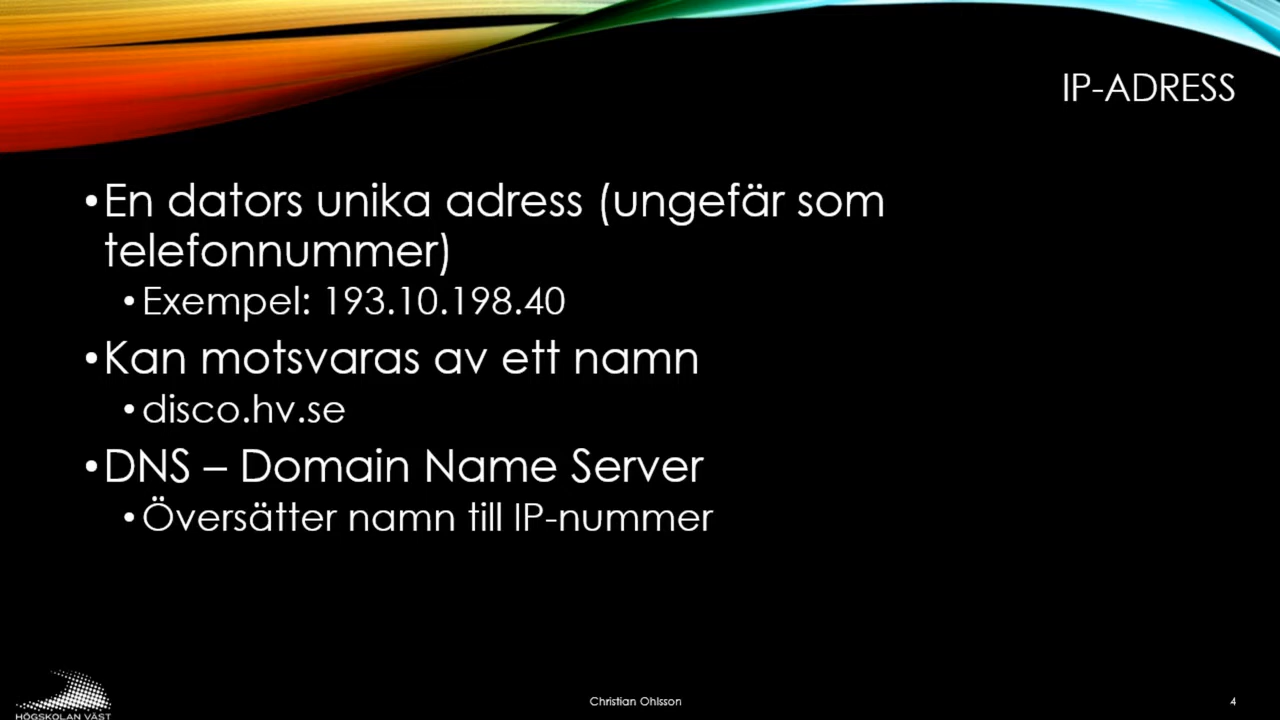 IP-ADRESS
•En dators unika adress (ungefär som
telefonnummer)
•Exempel: 193.10.198.40
•Kan motsvaras av ett namn
•disco.hv.se
•DNS – Domain Name Server
•Översätter namn till IP-nummer
HÖGSKOLAN VÄST
Christian Ohlsson
4